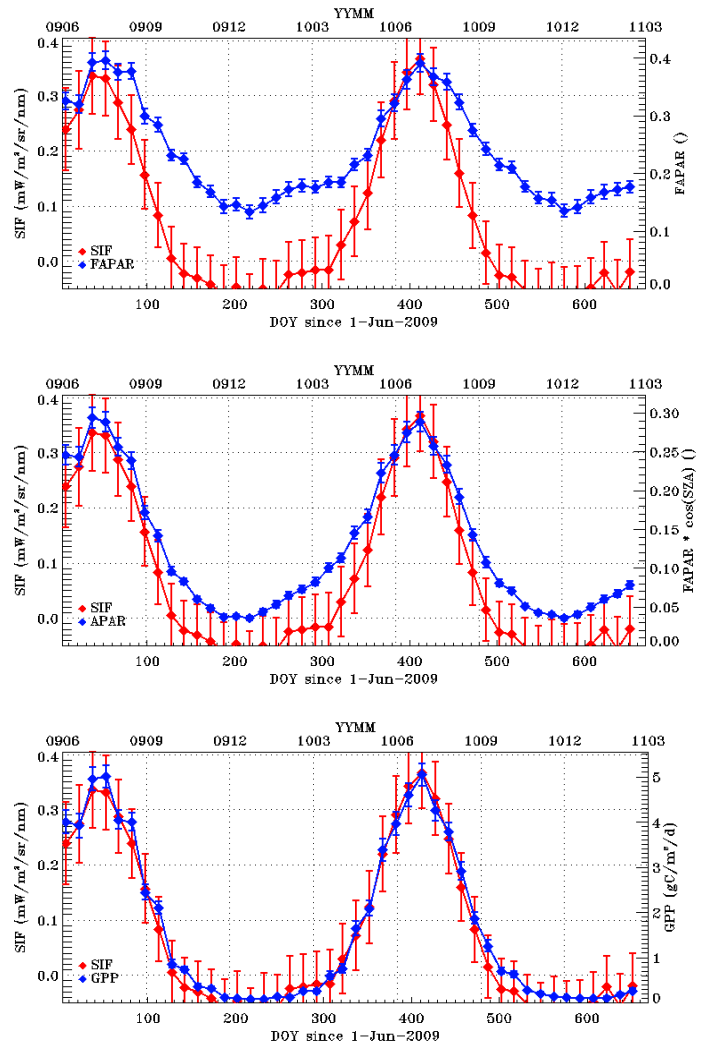 YYMM
0906 0909 0912 1003 1006 1009 1012 1103
0.4
0.3
0.2
0.1
0.0
SIF (mW/m²/sr/nm)
0.4
0.3
0.2
0.1
0.0
FAPAR ()
SIF
FAPAR
100 200 300 400 500 600
DOY since 1-Jun-2009
YYMM
0906 0909 0912 1003 1006 1009 1012 1103
0.4
0.3
0.2
0.1
0.0
SIF (mW/m²/sr/nm)
0.30
0.25
0.20
0.15
0.10
0.05
0.00
FAPAR * cos(SZA) ()
SIF
APAR
100 200 300 400 500 600
DOY since 1-Jun-2009
YYMM
0906 0909 0912 1003 1006 1009 1012 1103
0.4
0.3
0.2
0.1
0.0
SIF (mW/m²/sr/nm)
5
4
3
2
1
0
GPP (gC/m²/d)
SIF
GPP
100 200 300 400 500 600
DOY since 1-Jun-2009